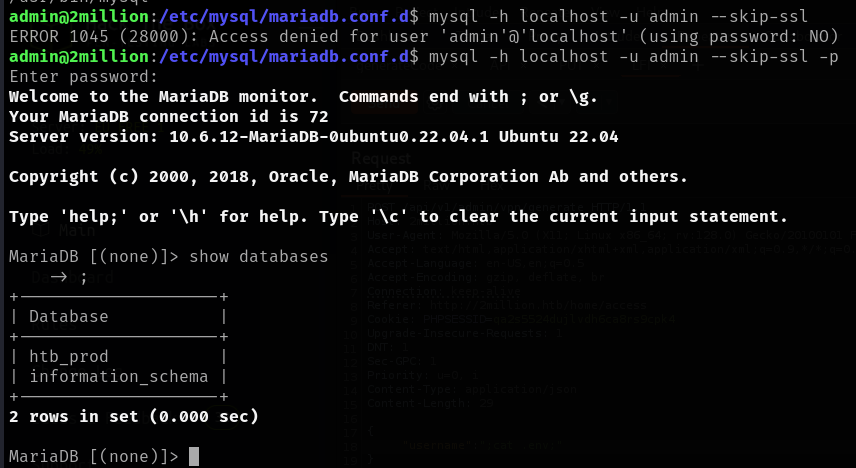 /usr/bin/mysql
admin@2million:/etc/mysql/mariadb.conf.d$ mysql -h localhost -u admin --skip-ssl
ERROR 1045 (28000): Access denied for user 'admin'@'localhost' (using password: NO)
admin@2million:/etc/mysql/mariadb.conf.d$ mysql -h localhost -u admin --skip-ssl -p
Enter password:
Welcome to the MariaDB monitor.  Commands end with ; or \g.
Your MariaDB connection id is 72
Server version: 10.6.12-MariaDB-0ubuntu0.22.04.1 Ubuntu 22.04
Request
Copyright (c) 2000, 2018, Oracle, MariaDB Corporation Ab and others.
Type 'help;' or '\h' for help. Type '\c' to clear the current input statement.
Main
MariaDB [(none)]> show databases
    -> ;
+--------------------+
| Database           |
+--------------------+
| htb_prod           |
| information_schema |
+--------------------+
2 rows in set (0.000 sec)
MariaDB [(none)]>